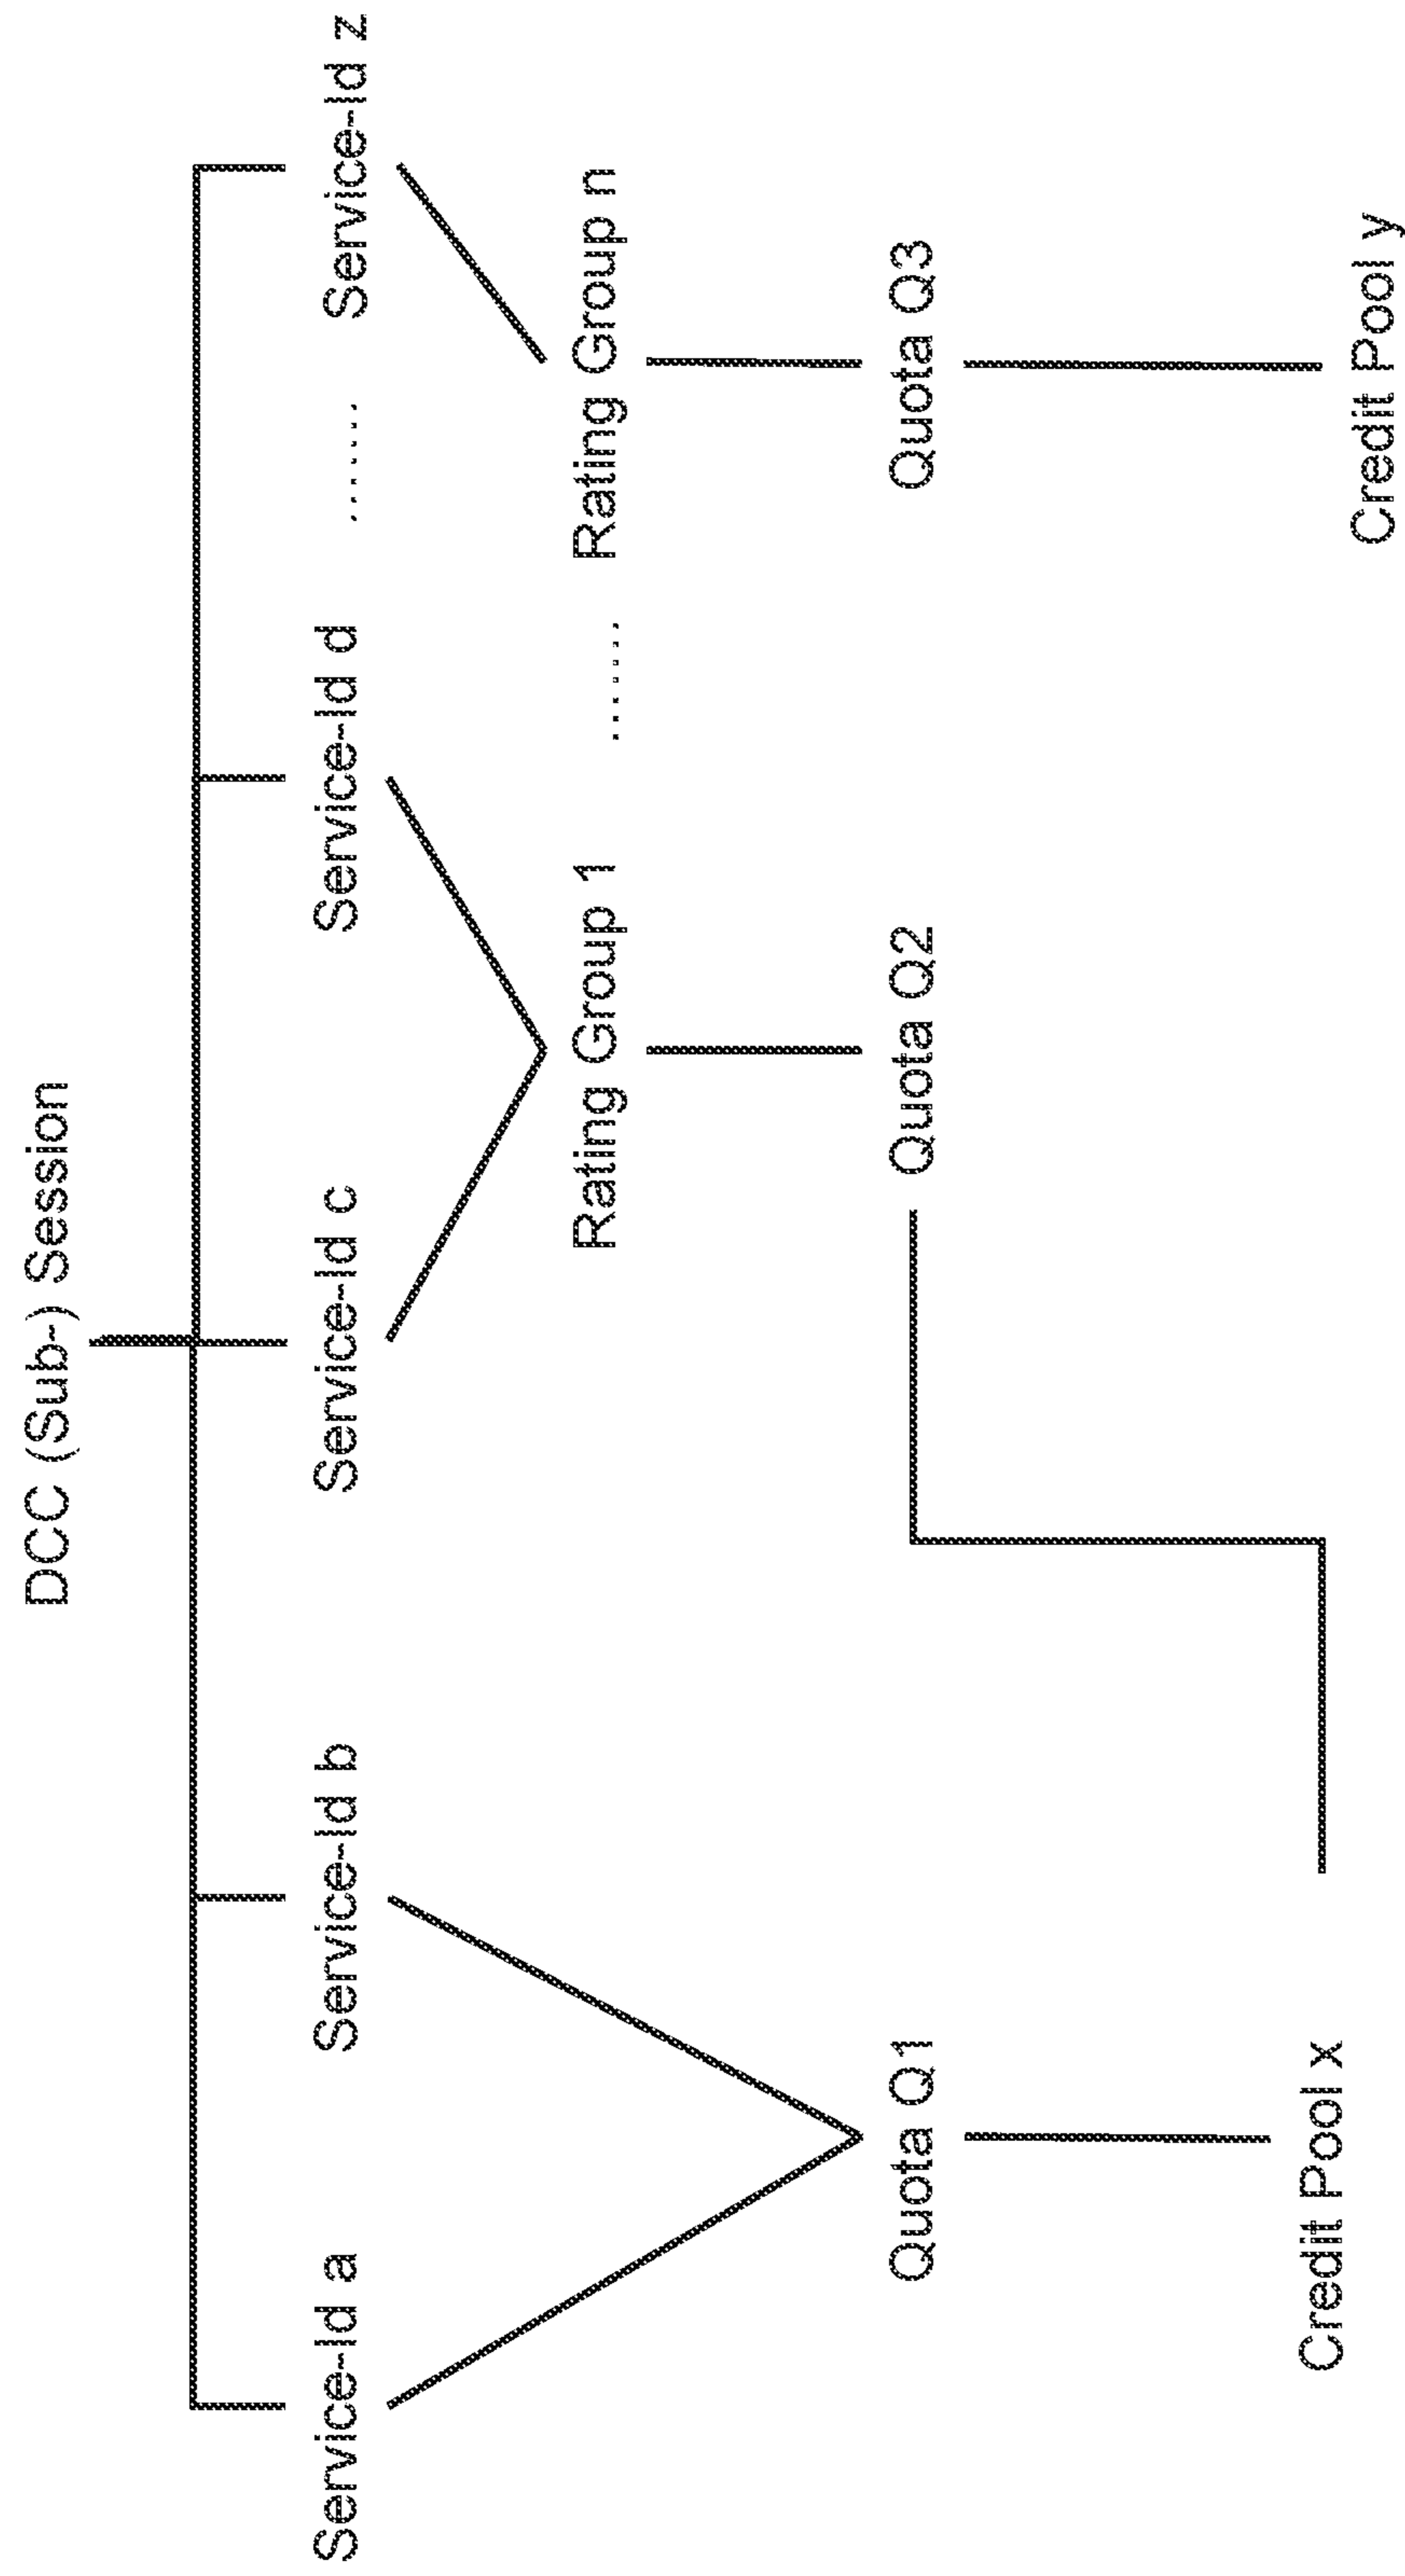 DCC (Sub-) Session
Service-Id a Service-Id b Service-Id c Service-Id d ....... Service-Id z
Rating Group 1 ....... Rating Group n
Quota Q1 Quota Q2 Quota Q3
Credit Pool x Credit Pool y